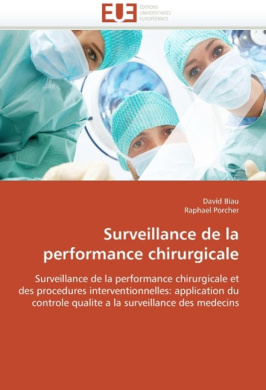 EUE
ÉDITIONS
UNIVERSITAIRES
EUROPÉENNES
David Biau
Raphael Porcher
Surveillance de la
performance chirurgicale
Surveillance de la performance chirurgicale et
des procedures interventionnelles: application du
controle qualite a la surveillance des medecins